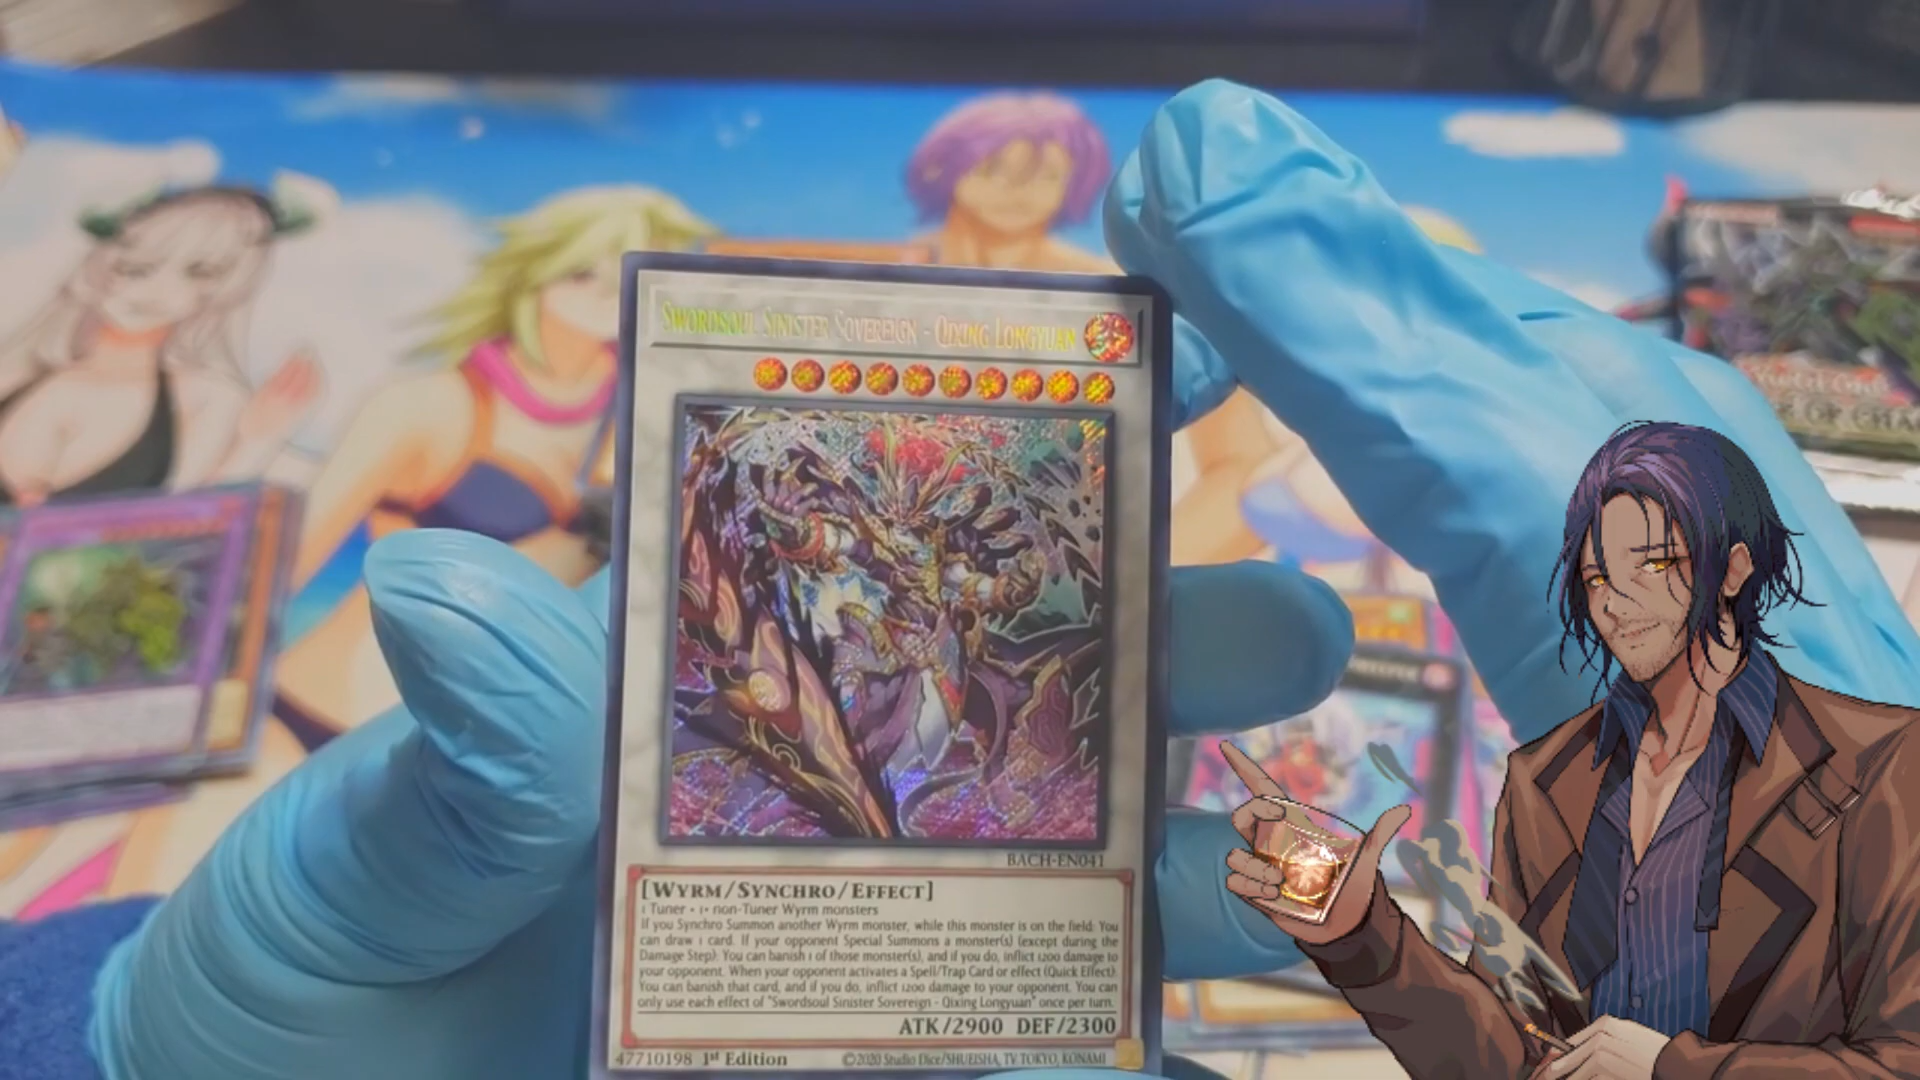 SWORDSOUL SINISTER SOVEREIGN - QIXING LONGYUAN
BACH-EN041
[WYRM/SYNCHRO/EFFECT]
1 Tuner + 1+ non-Tuner Wyrm monsters
If you Synchro Summon another Wyrm monster, while this monster is on the field: You
can draw 1 card. If your opponent Special Summons a monster(s) (except during the
Damage Step): You can banish 1 of those monster(s), and if you do, inflict 1200 damage to
your opponent. When your opponent activates a Spell/Trap Card or effect (Quick Effect):
You can banish that card, and if you do, inflict 1200 damage to your opponent. You can
only use each effect of "Swordsoul Sinister Sovereign - Qixing Longyuan" once per turn.
ATK/2900 DEF/2300
47710198 1st Edition
©2020 Studio Dice/SHUEISHA, TV TOKYO, KONAMI